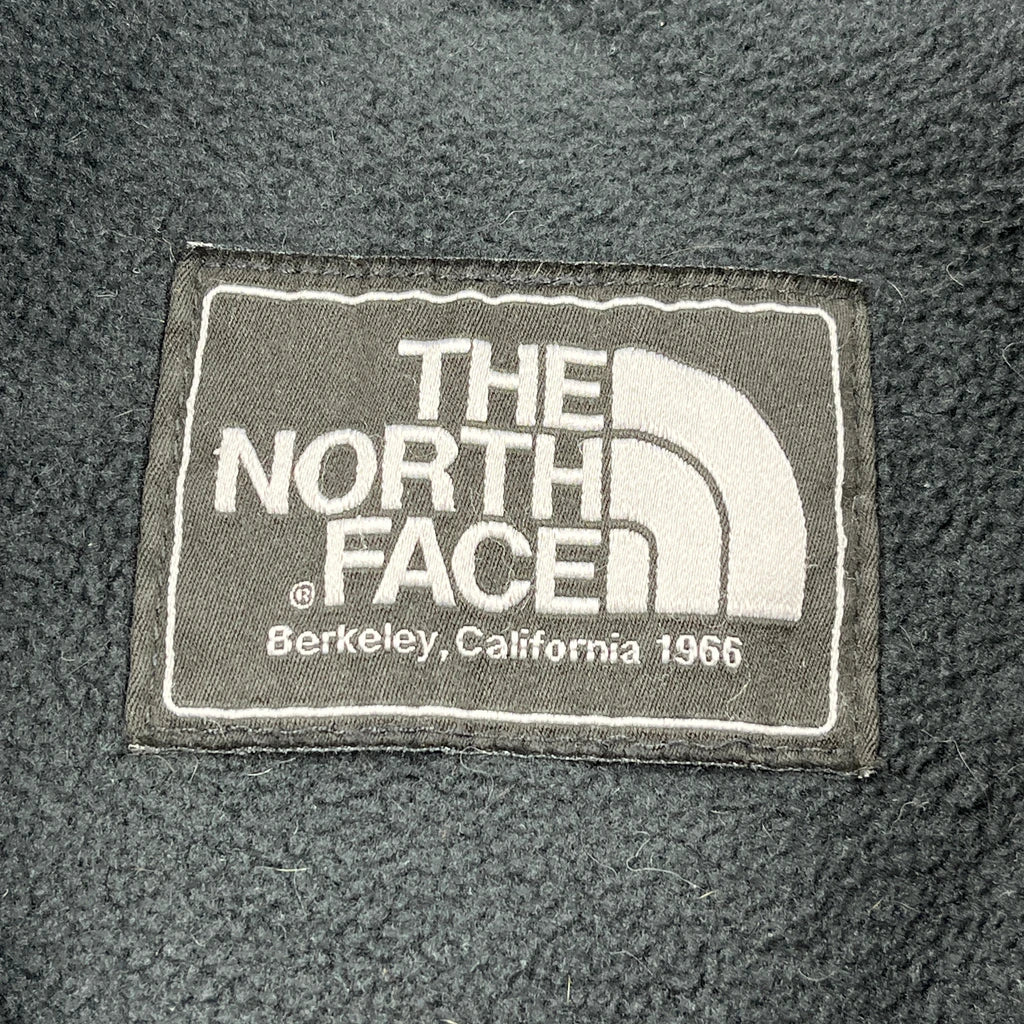 THE
NORTH
® FACE
Berkeley, California 1966